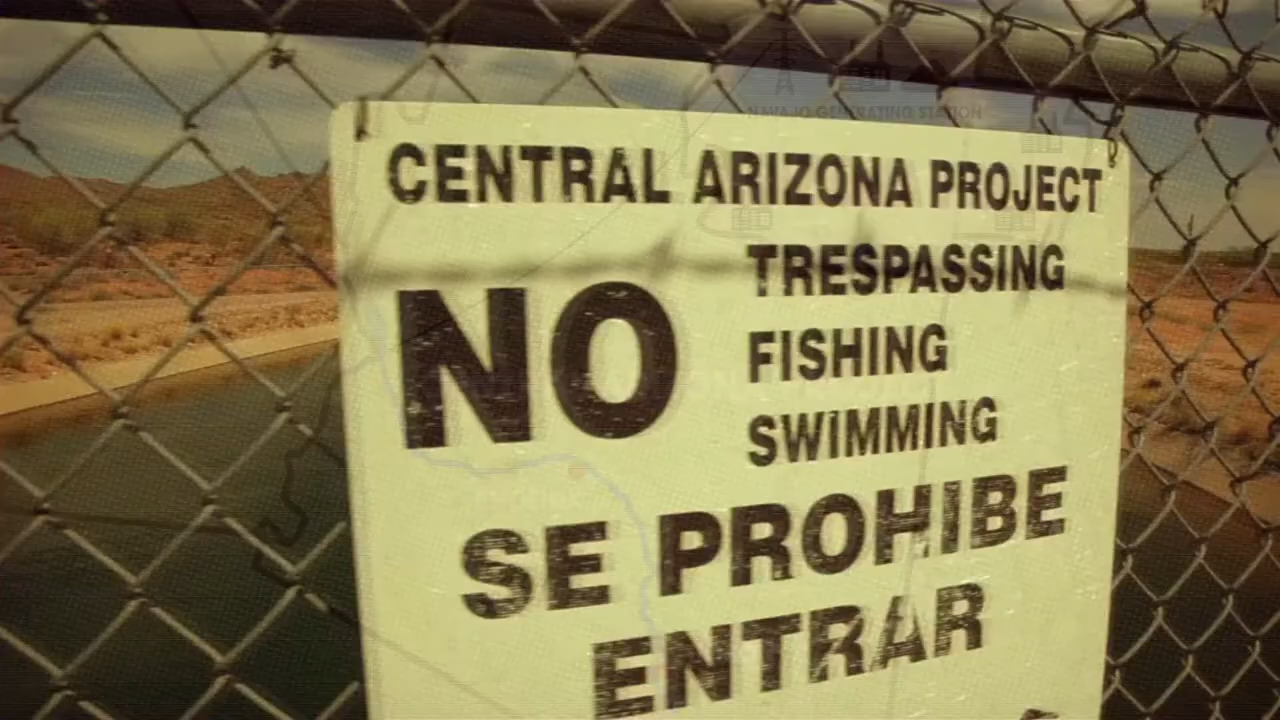 NAVAJO GENERATING STATION
CENTRAL ARIZONA PROJECT
NO
TRESPASSING
FISHING
SWIMMING
SE PROHIBE
ENTRAR